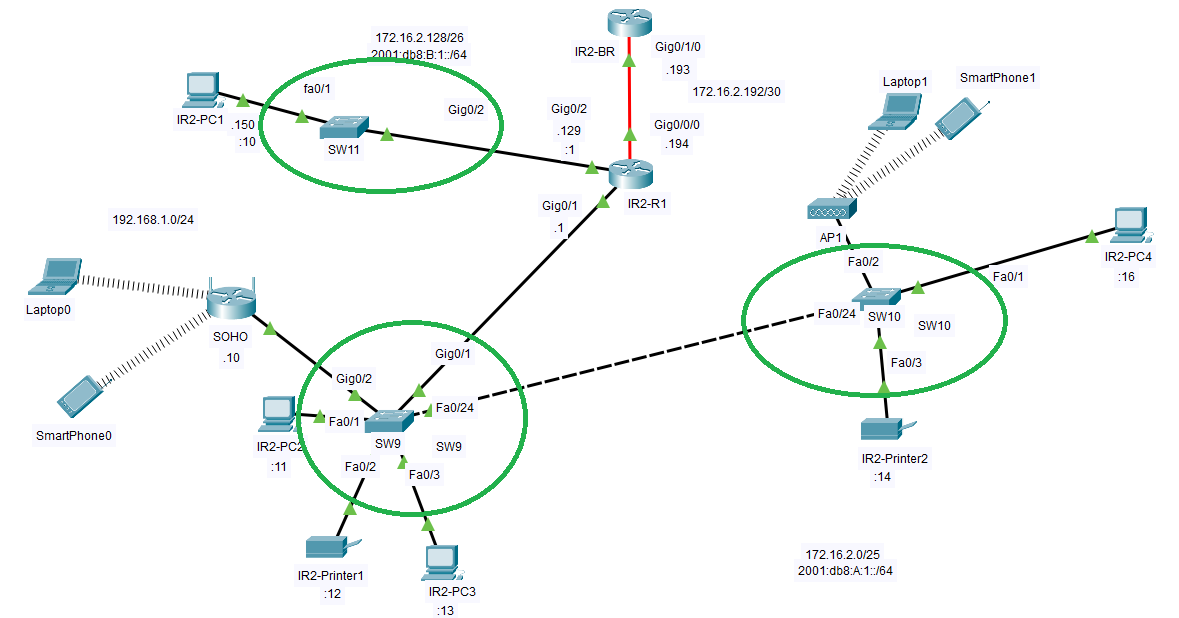 172.16.2.128/26
2001:db8:B:1::/64
IR2-BR
Gig0/1/0
.193
172.16.2.192/30
Laptop1
SmartPhone1
fa0/1
IR2-PC1
.150
:10
SW11
Gig0/2
Gig0/2
.129
:1
Gig0/0/0
.194
IR2-R1
Gig0/1
.1
192.168.1.0/24
AP1
IR2-PC4
:16
Fa0/2
Fa0/1
Fa0/24
SW10
SW10
Fa0/3
IR2-Printer2
:14
Laptop0
SOHO
.10
SmartPhone0
Gig0/1
Gig0/2
Fa0/24
Fa0/1
IR2-PC2
:11
SW9
SW9
Fa0/2
Fa0/3
IR2-Printer1
:12
IR2-PC3
:13
172.16.2.0/25
2001:db8:A:1::/64